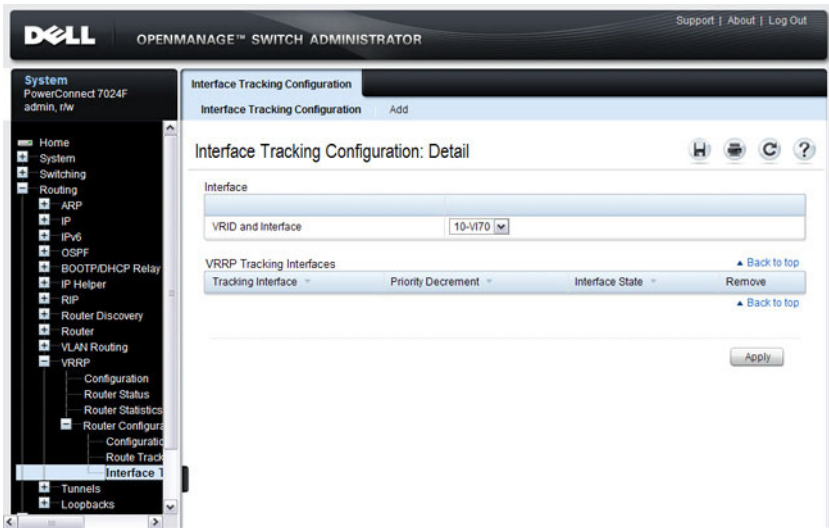 DELL
OPENMANAGE™ SWITCH ADMINISTRATOR
Support | About | Log Out
System
PowerConnect 7024F
admin, r/w
Home
System
Switching
Routing
ARP
IP
IPv6
OSPF
BOOTP/DHCP Relay
IP Helper
RIP
Router Discovery
Router
VLAN Routing
VRRP
Configuration
Router Status
Router Statistics
Router Configura
Configuratio
Route Track
Interface T
Tunnels
Loopbacks
Interface Tracking Configuration
Interface Tracking Configuration Add
Interface Tracking Configuration: Detail
Interface
VRID and Interface 10-Vl70
VRRP Tracking Interfaces Back to top
Tracking Interface Priority Decrement Interface State Remove
Back to top
Apply